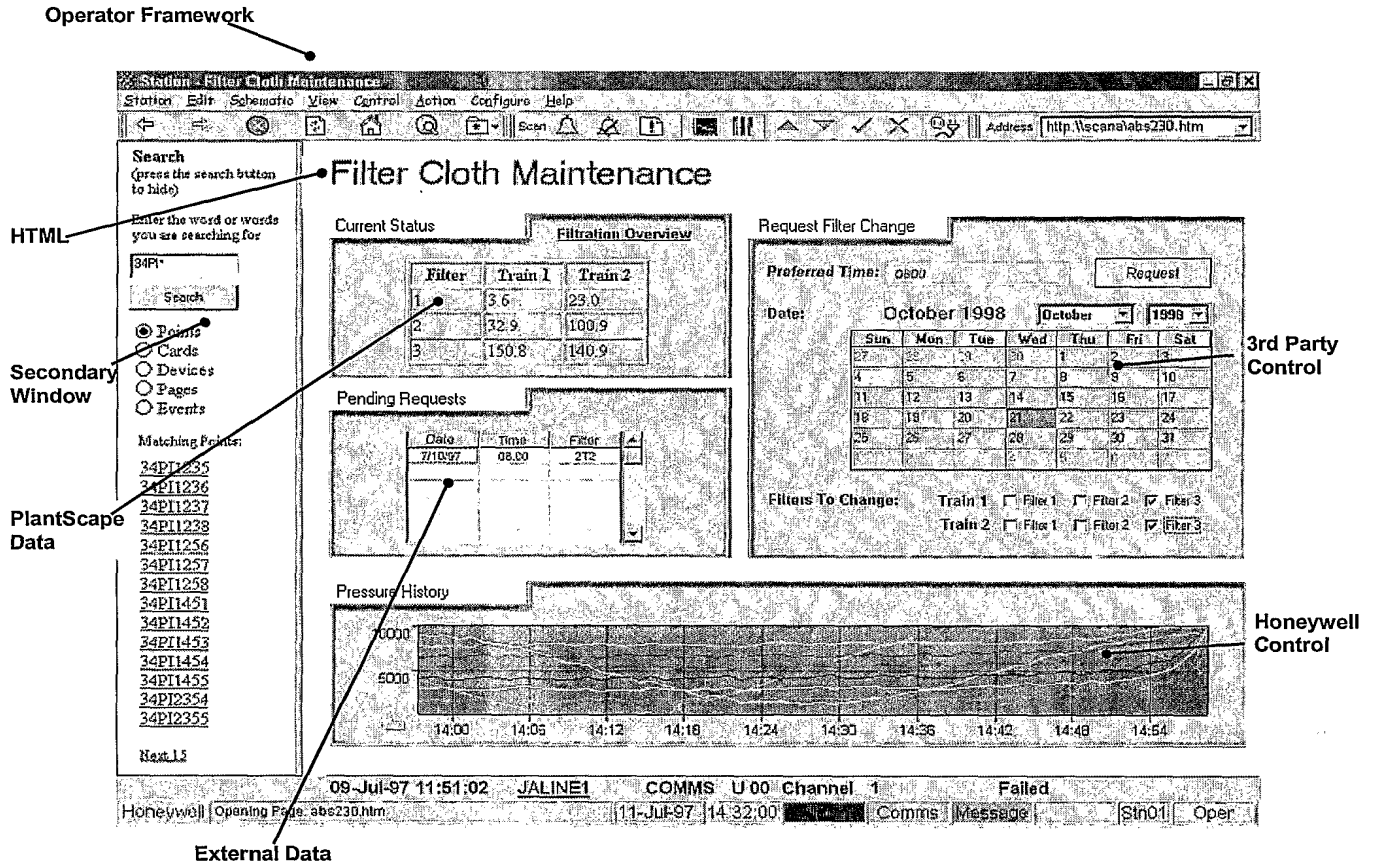 Operator Framework
Station - Filter Cloth Maintenance
Station Edit Schematic View Control Action Configure Help
Scan Address http:\\scana\abs230.htm
Search
(press the search button
to hide)
Enter the word or words
you are searching for
34PI*
Search
Points
Cards
Devices
Pages
Events
Matching Points:
34PI1235
34PI1236
34PI1237
34PI1238
34PI1256
34PI1257
34PI1258
34PI1451
34PI1452
34PI1453
34PI1454
34PI1455
34PI2354
34PI2355
Next 15
HTML
Secondary
Window
PlantScape
Data
Filter Cloth Maintenance
Current Status
Filtration Overview
Filter Train 1 Train 2
1 3.6 23.0
2 32.9 100.9
3 150.8 140.9
Pending Requests
Date Time Filter
7/10/97 08:00 2T2
Request Filter Change
Preferred Time: 0800 Request
Date: October 1998 October 1998
Sun Mon Tue Wed Thu Fri Sat
27 28 29 30 1 2 3
4 5 6 7 8 9 10
11 12 13 14 15 16 17
18 19 20 21 22 23 24
25 26 27 28 29 30 31
Filters To Change: Train 1 Filter 1 Filter 2 Filter 3
Train 2 Filter 1 Filter 2 Filter 3
3rd Party
Control
Pressure History
10000
5000
14:00 14:06 14:12 14:18 14:24 14:30 14:36 14:42 14:48 14:54
Honeywell
Control
09-Jul-97 11:51:02 JALINE1 COMMS U 00 Channel 1 Failed
Honeywell Opening Page: abs230.htm 11-Jul-97 14:32:00 Comms Message Stn01 Oper
External Data